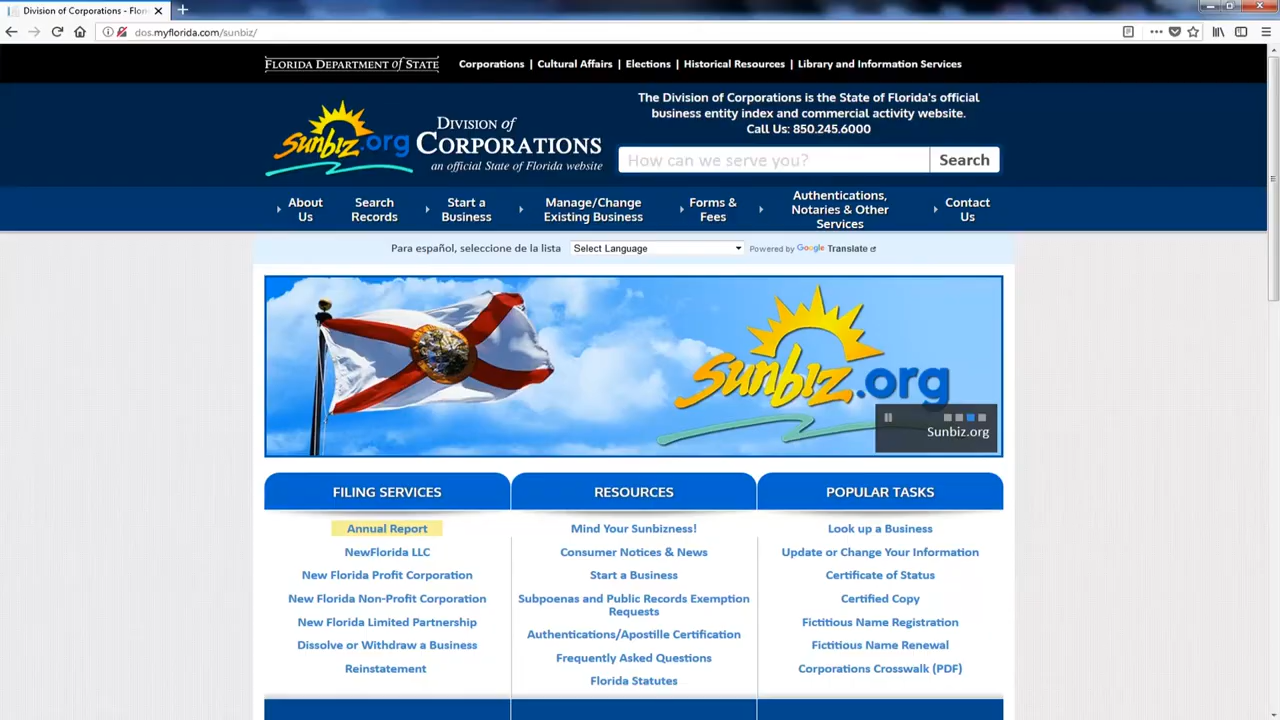 Division of Corporations - Flor
dos.myflorida.com/sunbiz/
FLORIDA DEPARTMENT of STATE
Corporations | Cultural Affairs | Elections | Historical Resources | Library and Information Services
The Division of Corporations is the State of Florida's official
business entity index and commercial activity website.
Call Us: 850.245.6000
Sunbiz.org
DIVISION of
CORPORATIONS
an official State of Florida website
How can we serve you?
Search
About
Us
Search
Records
Start a
Business
Manage/Change
Existing Business
Forms &
Fees
Authentications,
Notaries & Other
Services
Contact
Us
Para español, seleccione de la lista
Select Language
Powered by Google Translate
Sunbiz.org
Sunbiz.org
FILING SERVICES
Annual Report
NewFlorida LLC
New Florida Profit Corporation
New Florida Non-Profit Corporation
New Florida Limited Partnership
Dissolve or Withdraw a Business
Reinstatement
RESOURCES
Mind Your Sunbizness!
Consumer Notices & News
Start a Business
Subpoenas and Public Records Exemption
Requests
Authentications/Apostille Certification
Frequently Asked Questions
Florida Statutes
POPULAR TASKS
Look up a Business
Update or Change Your Information
Certificate of Status
Certified Copy
Fictitious Name Registration
Fictitious Name Renewal
Corporations Crosswalk (PDF)